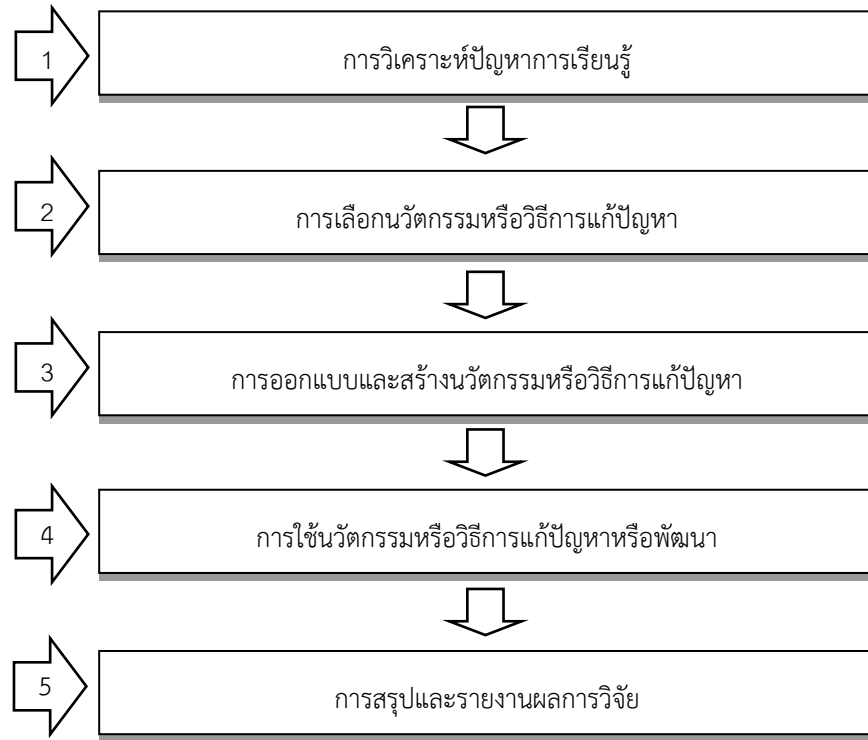 1 การวิเคราะห์ปัญหาการเรียนรู้
2 การเลือกนวัตกรรมหรือวิธีการแก้ปัญหา
3 การออกแบบและสร้างนวัตกรรมหรือวิธีการแก้ปัญหา
4 การใช้นวัตกรรมหรือวิธีการแก้ปัญหาหรือพัฒนา
5 การสรุปและรายงานผลการวิจัย